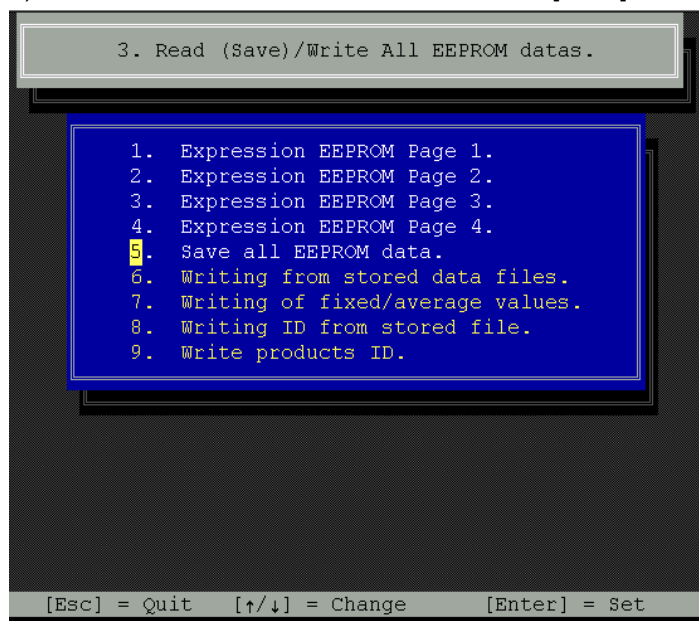 3. Read (Save)/Write All EEPROM datas.
1. Expression EEPROM Page 1.
2. Expression EEPROM Page 2.
3. Expression EEPROM Page 3.
4. Expression EEPROM Page 4.
5. Save all EEPROM data.
6. Writing from stored data files.
7. Writing of fixed/average values.
8. Writing ID from stored file.
9. Write products ID.
[Esc] = Quit [↑/↓] = Change [Enter] = Set